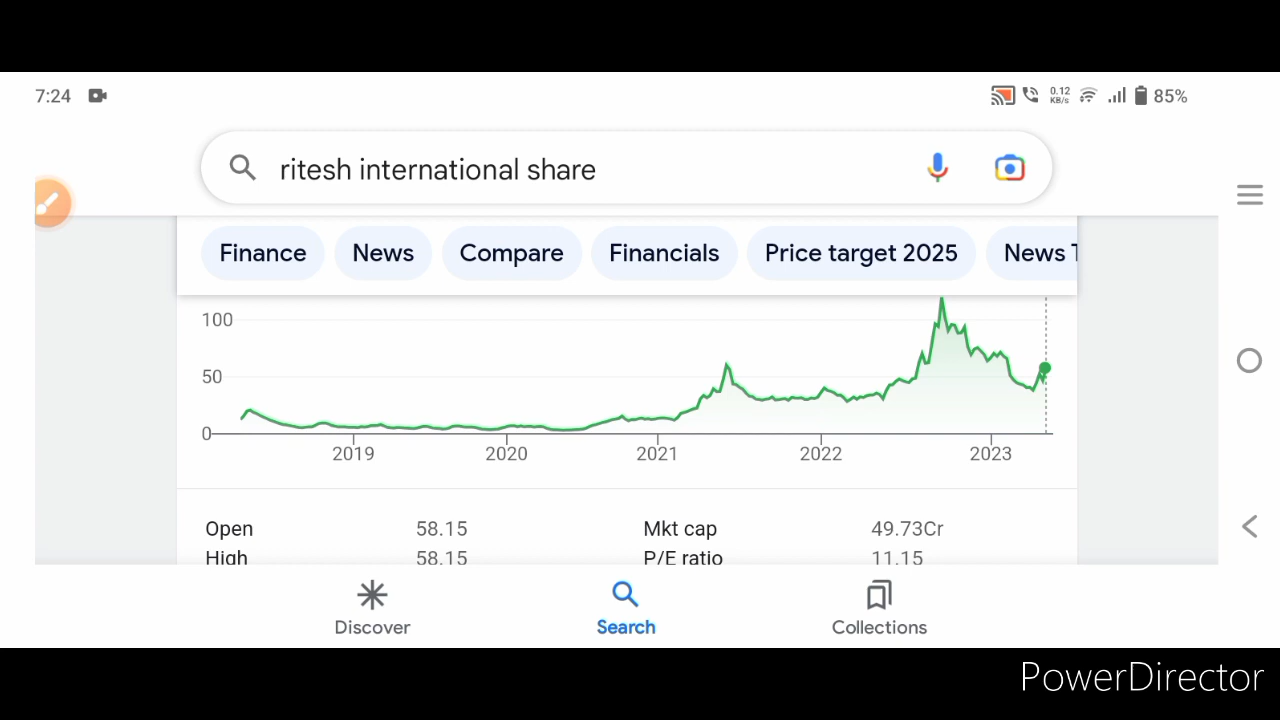 7:24
0.12
KB/s
85%
ritesh international share
Finance News Compare Financials Price target 2025 News
100
50
0
2019 2020 2021 2022 2023
Open 58.15 Mkt cap 49.73Cr
High 58.15 P/E ratio 11.15
Discover Search Collections
PowerDirector